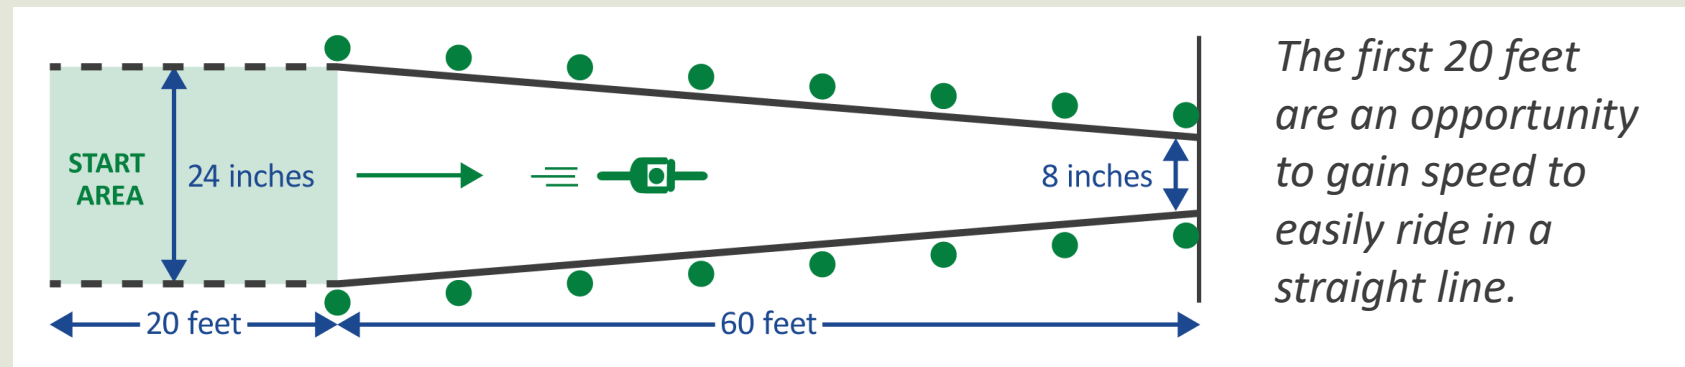 START
AREA
24 inches
8 inches
20 feet
60 feet
The first 20 feet
are an opportunity
to gain speed to
easily ride in a
straight line.